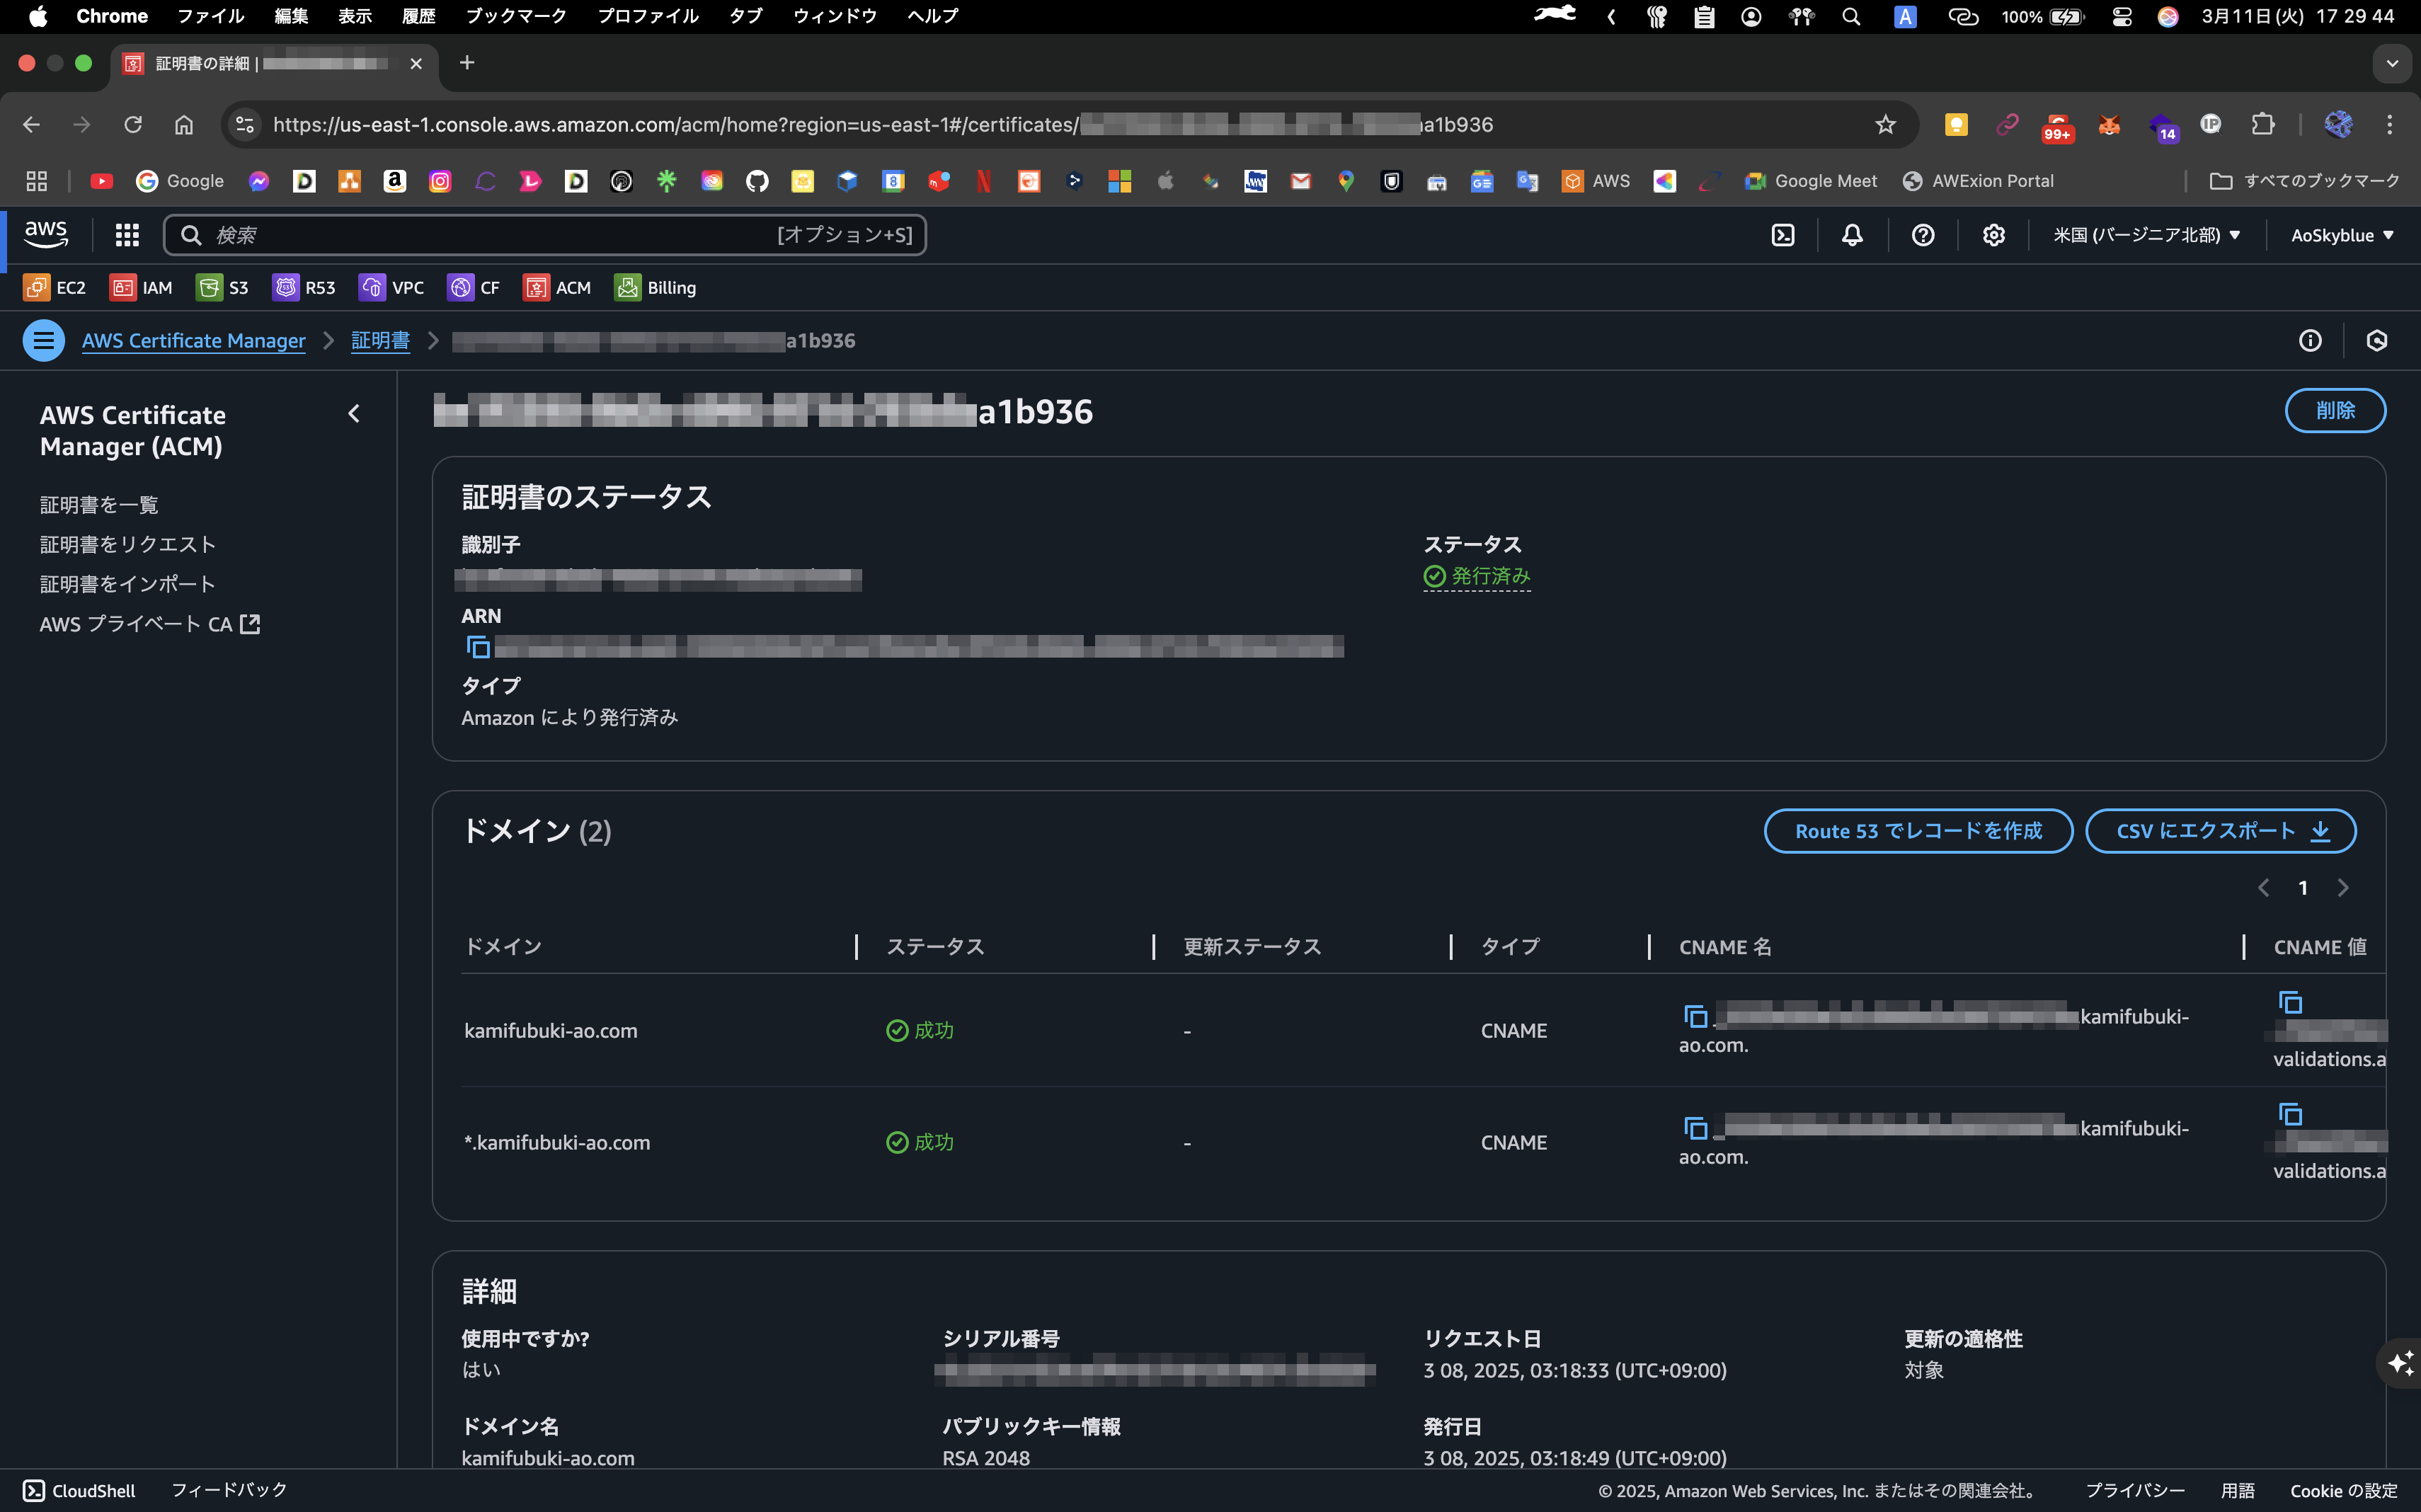 Chrome ファイル 編集 表示 履歴 ブックマーク プロファイル タブ ウィンドウ ヘルプ A 100% 3月11日(火) 17 29 44
証明書の詳細 |
https://us-east-1.console.aws.amazon.com/acm/home?region=us-east-1#/certificates/ a1b936 99+ 14 IP
Google AWS Google Meet AWExion Portal すべてのブックマーク
aws 検索 [オプション+S] 米国 (バージニア北部) AoSkyblue
EC2 IAM S3 R53 VPC CF ACM Billing
AWS Certificate Manager 証明書 a1b936
AWS Certificate
Manager (ACM)
証明書を一覧
証明書をリクエスト
証明書をインポート
AWS プライベート CA
a1b936 削除
証明書のステータス
識別子 ステータス
発行済み
ARN
タイプ
Amazon により発行済み
ドメイン (2) Route 53 でレコードを作成 CSV にエクスポート
1
ドメイン ステータス 更新ステータス タイプ CNAME 名 CNAME 値
kamifubuki-ao.com 成功 - CNAME .kamifubuki-
ao.com.
validations.a
*.kamifubuki-ao.com 成功 - CNAME .kamifubuki-
ao.com.
validations.a
詳細
使用中ですか? シリアル番号 リクエスト日 更新の適格性
はい 3 08, 2025, 03:18:33 (UTC+09:00) 対象
ドメイン名 パブリックキー情報 発行日
kamifubuki-ao.com RSA 2048 3 08, 2025, 03:18:49 (UTC+09:00)
CloudShell フィードバック © 2025, Amazon Web Services, Inc. またはその関連会社。 プライバシー 用語 Cookie の設定